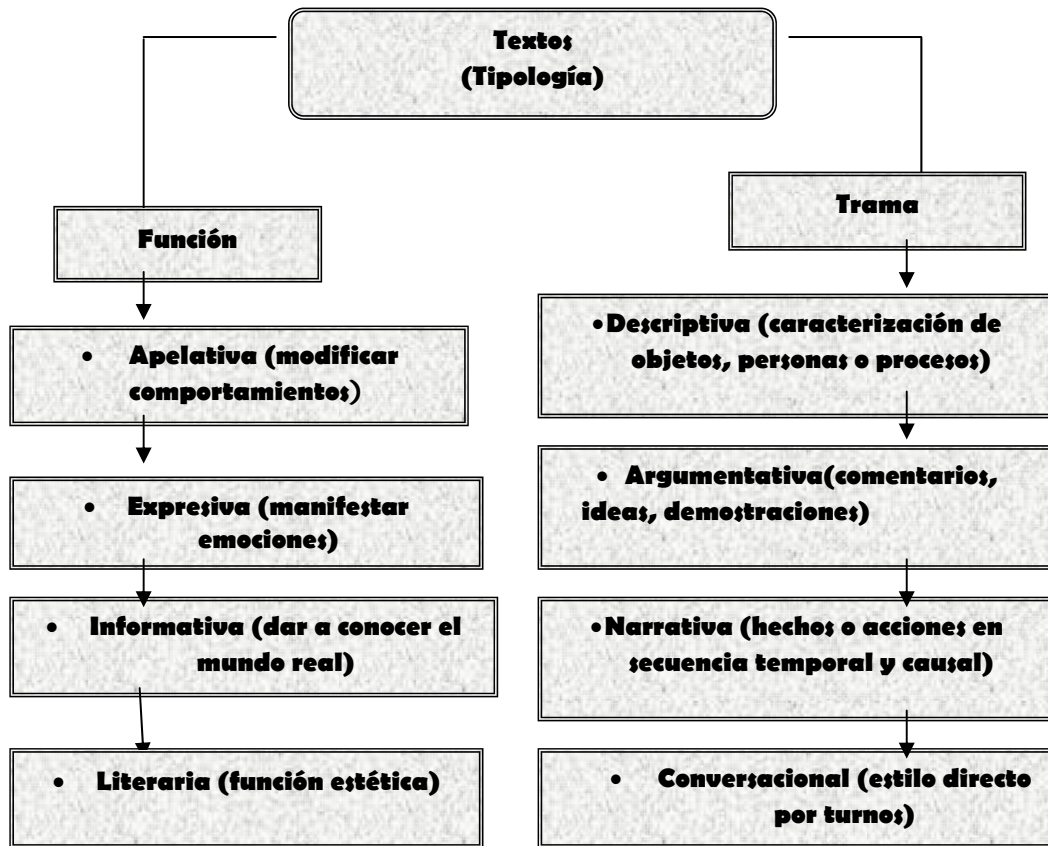 Textos
(Tipología)
Función
• Apelativa (modificar
comportamientos)
• Expresiva (manifestar
emociones)
• Informativa (dar a conocer el
mundo real)
• Literaria (función estética)
Trama
•Descriptiva (caracterización de
objetos, personas o procesos)
• Argumentativa(comentarios,
ideas, demostraciones)
•Narrativa (hechos o acciones en
secuencia temporal y causal)
• Conversacional (estilo directo
por turnos)